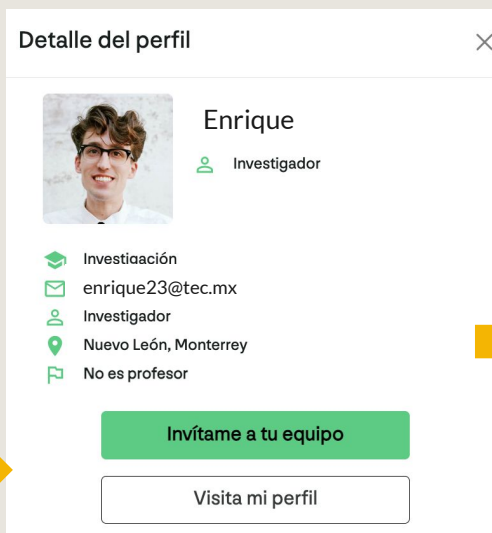 Detalle del perfil
Enrique
Investigador
Investigación
enrique23@tec.mx
Investigador
Nuevo León, Monterrey
No es profesor
Invítame a tu equipo
Visita mi perfil